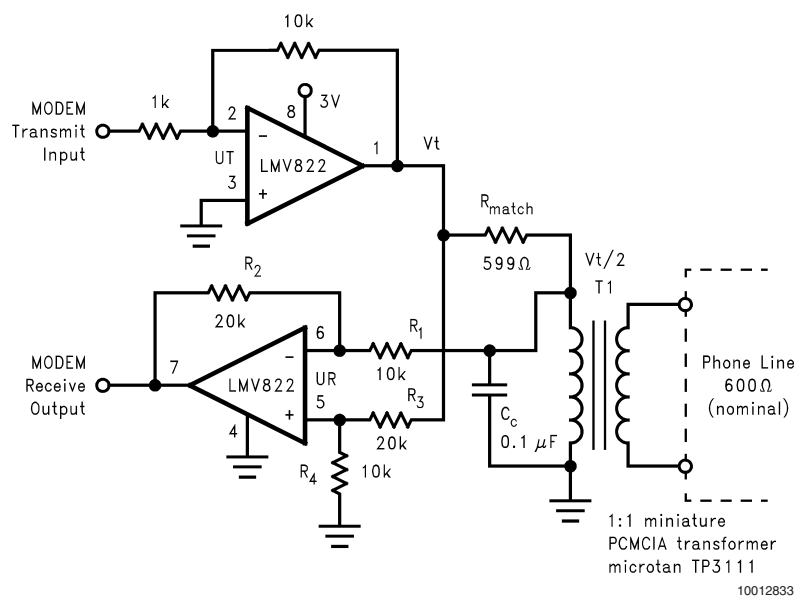 10k
1k
2
8
3V
MODEM
Transmit
Input
−
UT
LMV822
1
Vt
3
+
Rmatch
599Ω
Vt/2
T1
R2
20k
6
R1
10k
MODEM
Receive
Output
7
−
LMV822
UR
5
+
4
R3
20k
R4
10k
Cc
0.1 μF
Phone Line
600Ω
(nominal)
1:1 miniature
PCMCIA transformer
microtan TP3111
10012833